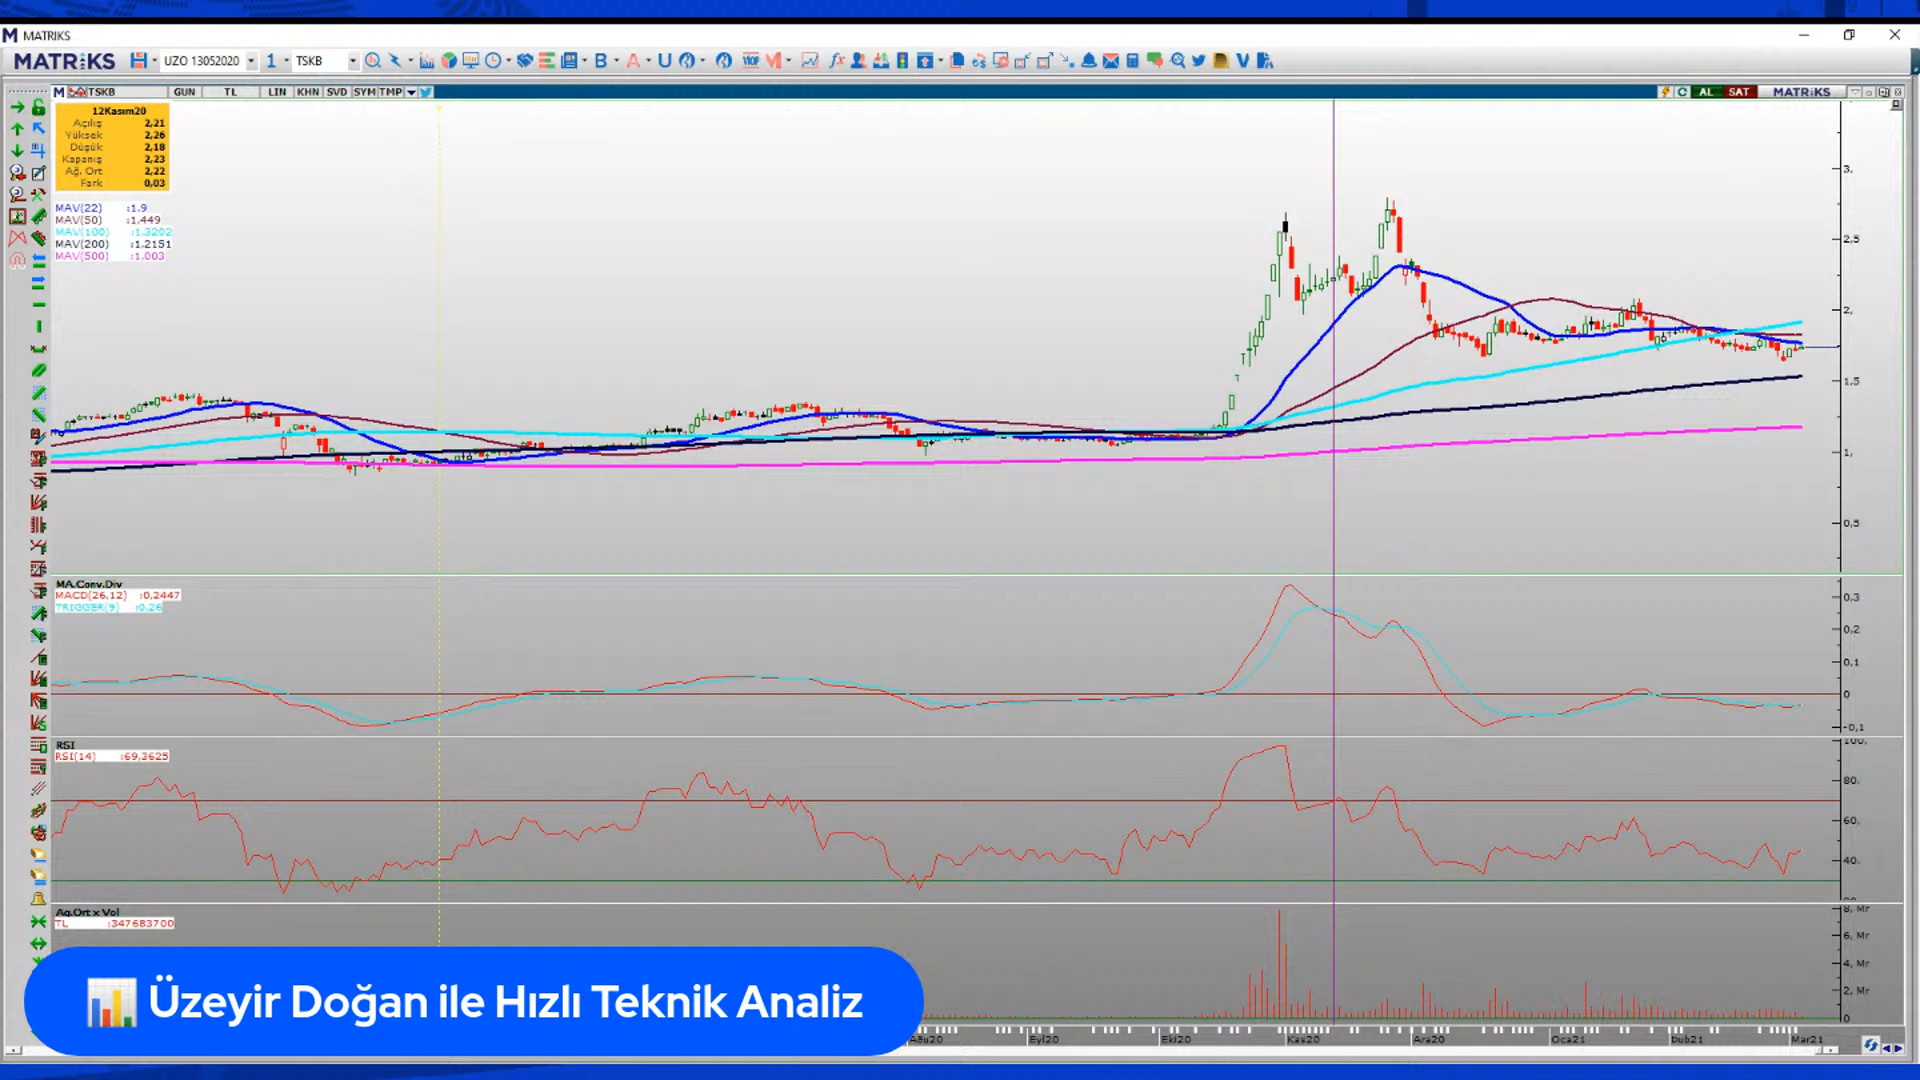 MATRIKS
MATRiKS UZO 13052020 1 TSKB
TSKB GUN TL LIN KHN SVD SYM TMP AL SAT MATRiKS
12Kasım20
Açılış 2,21
Yüksek 2,26
Düşük 2,18
Kapanış 2,23
Ağ. Ort 2,22
Fark 0,03
MAV(22) :1.9
MAV(50) :1.449
MAV(100) :1.3202
MAV(200) :1.2151
MAV(500) :1.003
3,
2,5
2,
1,5
1,
0,5
MA.Conv.Div
MACD(26,12) :0,2447
TRIGGER(9) :0,26
0,3
0,2
0,1
0
-0,1
RSI
RSI(14) :69,3625
100,
80,
60,
40,
Ag.Ort x Vol
TL :347683700
8, Mr
6, Mr
4, Mr
2, Mr
0
Üzeyir Doğan ile Hızlı Teknik Analiz
Ağu20 Eyl20 Eki20 Kas20 Ara20 Oca21 Şub21 Mar21